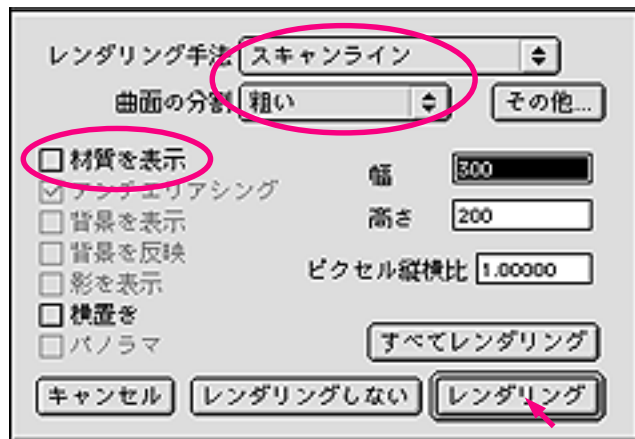 レンダリング手法 スキャンライン
曲面の分割 粗い その他...
材質を表示
アンチエリアシング
背景を表示
背景を反映
影を表示
横置き
パノラマ
幅 300
高さ 200
ピクセル縦横比 1.00000
すべてレンダリング
キャンセル レンダリングしない レンダリング